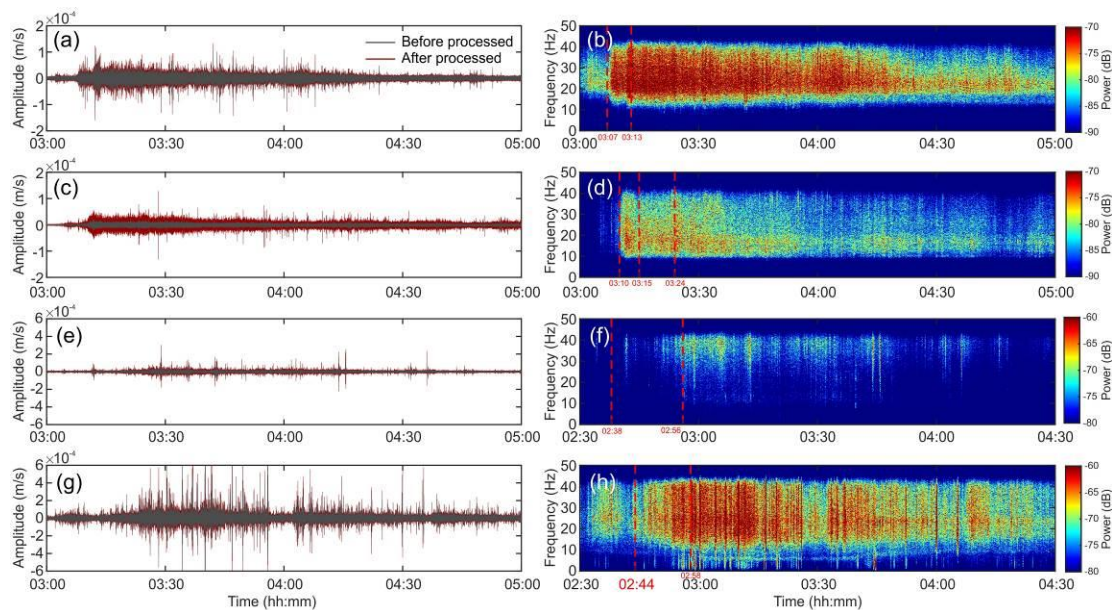 ×10⁻⁴
2
1
0
-1
-2
Amplitude (m/s)
(a)
Before processed
After processed
03:00 03:30 04:00 04:30 05:00
50
40
30
20
10
0
Frequency (Hz)
(b)
03:07 03:13
03:00 03:30 04:00 04:30 05:00
-70
-75
-80
-85
-90
Power (dB)
×10⁻⁴
2
1
0
-1
-2
Amplitude (m/s)
(c)
03:00 03:30 04:00 04:30 05:00
50
40
30
20
10
0
Frequency (Hz)
(d)
03:10 03:15 03:24
03:00 03:30 04:00 04:30 05:00
-70
-75
-80
-85
-90
Power (dB)
×10⁻⁴
6
4
2
0
-2
-4
-6
Amplitude (m/s)
(e)
03:00 03:30 04:00 04:30 05:00
50
40
30
20
10
0
Frequency (Hz)
(f)
02:38 02:56
02:30 03:00 03:30 04:00 04:30
-60
-65
-70
-75
-80
Power (dB)
×10⁻⁴
6
4
2
0
-2
-4
-6
Amplitude (m/s)
(g)
03:00 03:30 04:00 04:30 05:00
Time (hh:mm)
50
40
30
20
10
0
Frequency (Hz)
(h)
02:44 02:58
02:30 03:00 03:30 04:00 04:30
Time (hh:mm)
-60
-65
-70
-75
-80
Power (dB)